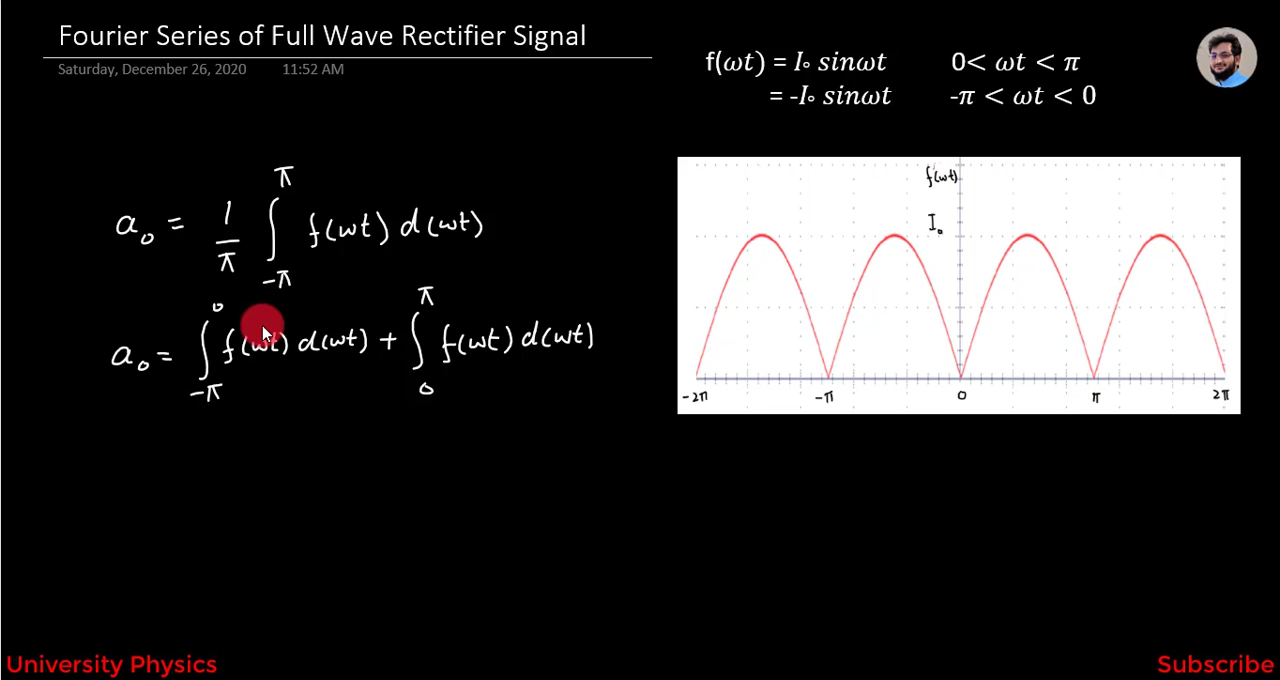 Fourier Series of Full Wave Rectifier Signal
Saturday, December 26, 2020 11:52 AM
f(ωt) = I∘ sinωt 0< ωt < π
= -I∘ sinωt -π < ωt < 0
a₀ = 1/π ∫_{-π}^{π} f(ωt) d(ωt)
a₀ = ∫_{-π}^{0} f(ωt) d(ωt) + ∫_{0}^{π} f(ωt) d(ωt)
f(ωt)
I₀
-2π -π 0 π 2π
University Physics
Subscribe